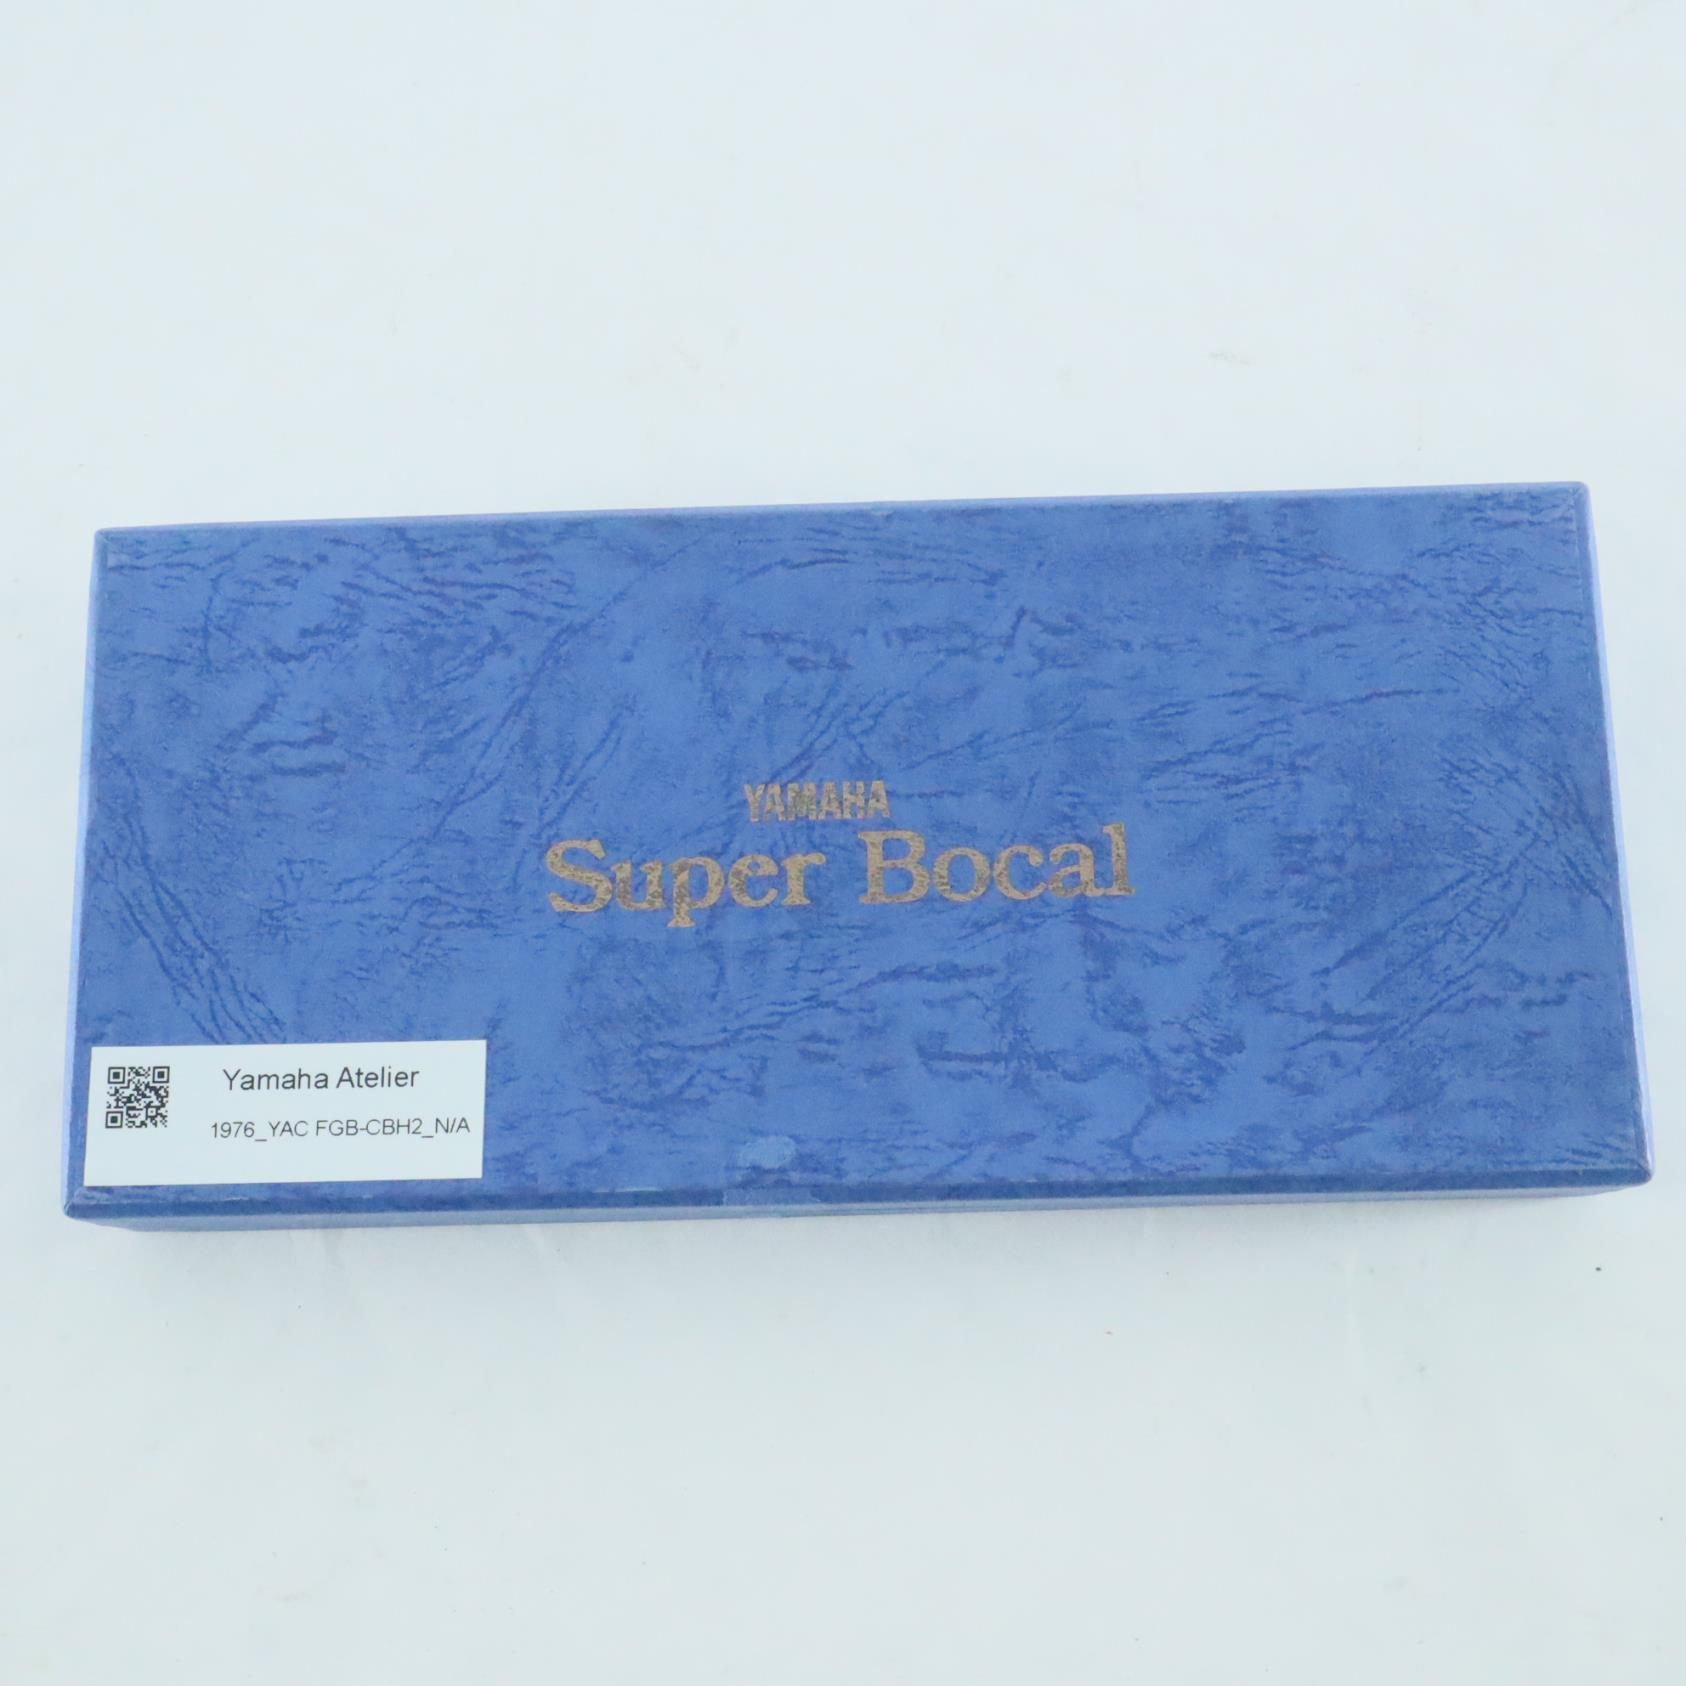 YAMAHA
Super Bocal
Yamaha Atelier
1976_YAC FGB-CBH2_N/A